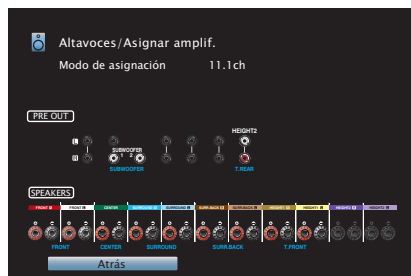 Altavoces/Asignar amplif.
Modo de asignación 11.1ch
PRE OUT
HEIGHT2
L
SUBWOOFER
R 1 2
SUBWOOFER T.REAR
SPEAKERS
FRONT R FRONT L CENTER SURROUND R SURROUND L SURR.BACK R SURR.BACK L HEIGHT1 R HEIGHT1 L HEIGHT2 R HEIGHT2 L
FRONT CENTER SURROUND SURR.BACK T.FRONT
Atrás